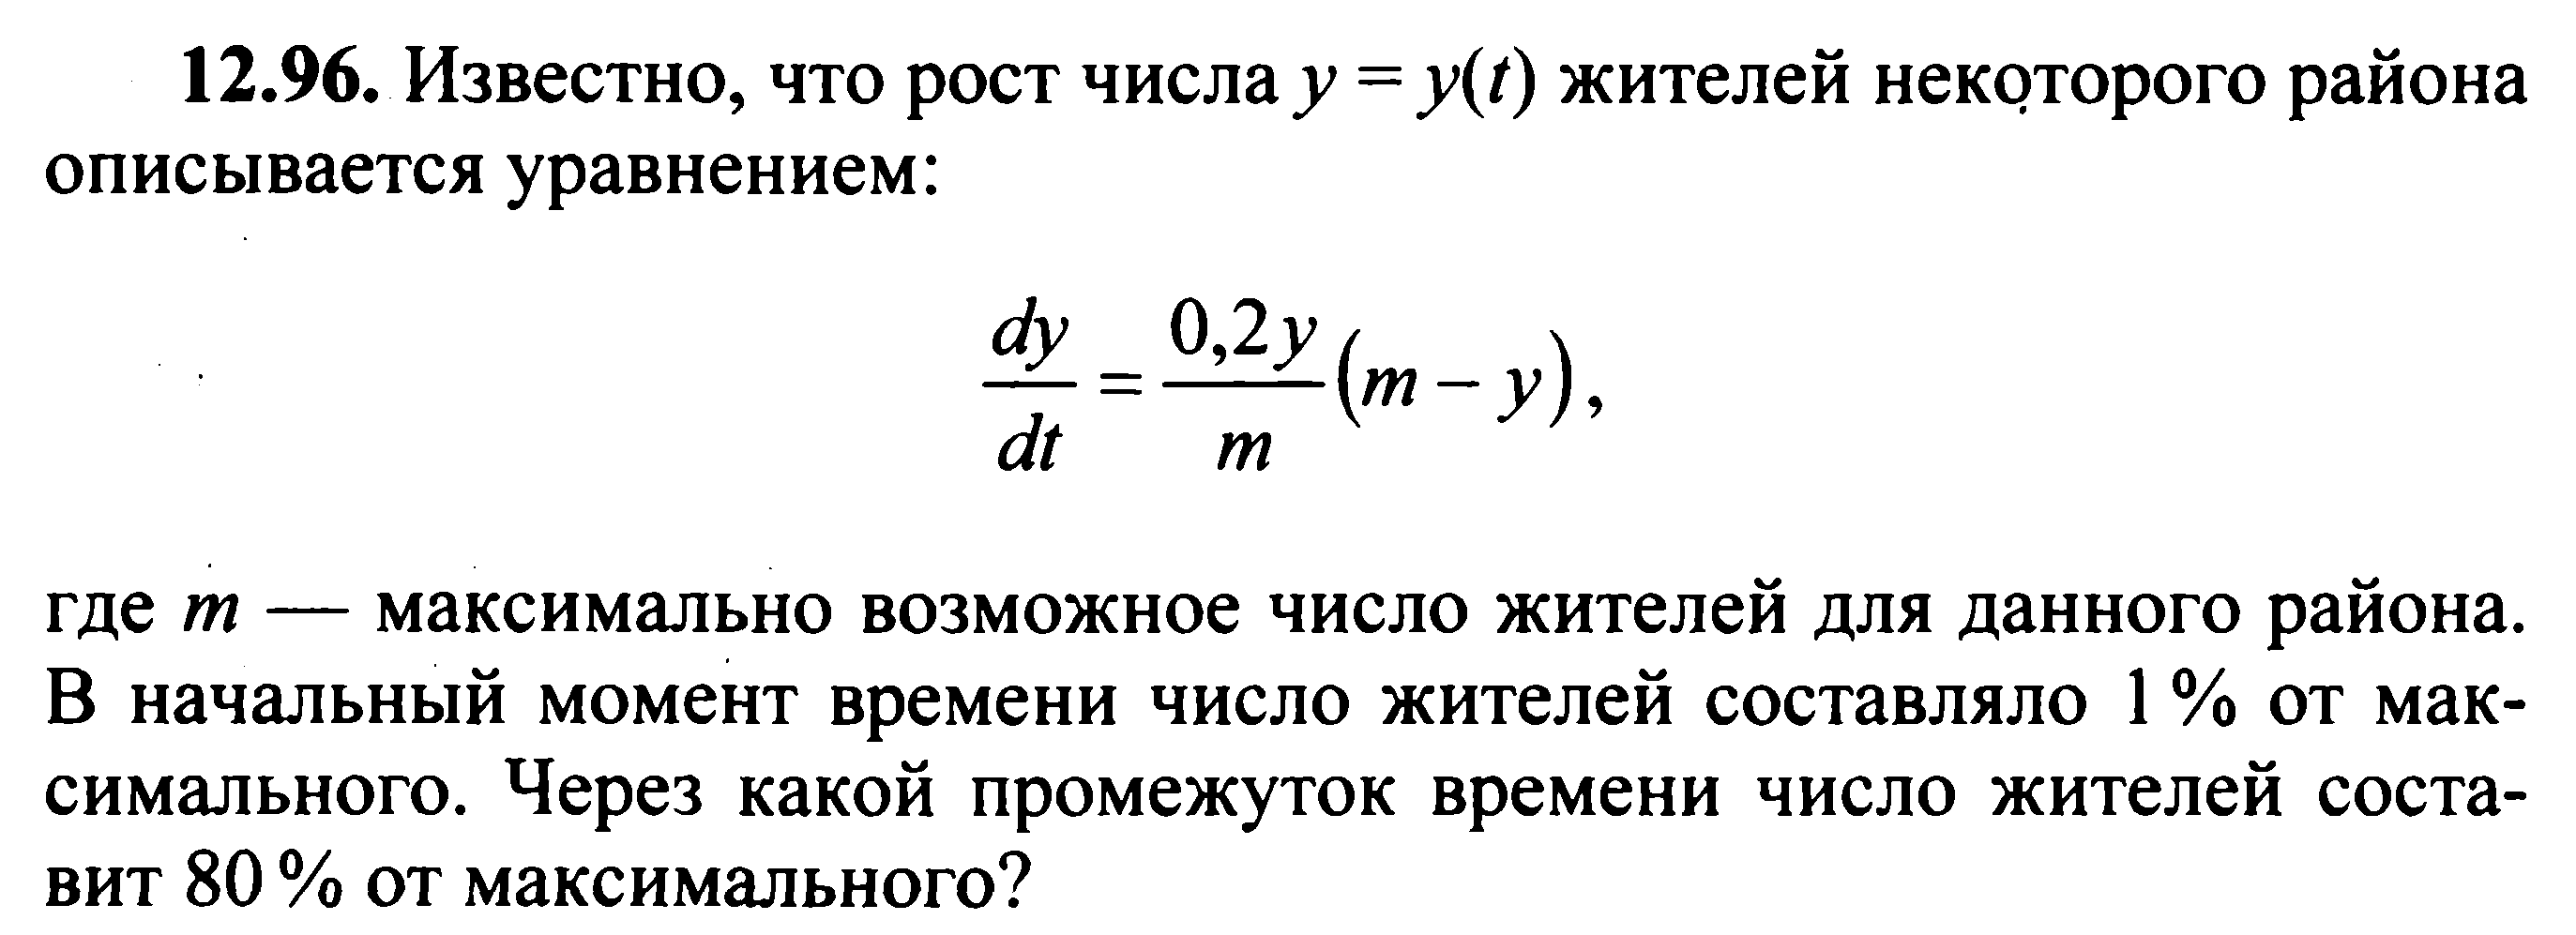 12.96. Известно, что рост числа y = y(t) жителей некоторого района
описывается уравнением:
dy/dt = 0,2y/m (m − y),
где m — максимально возможное число жителей для данного района.
В начальный момент времени число жителей составляло 1 % от мак-
симального. Через какой промежуток времени число жителей соста-
вит 80 % от максимального?